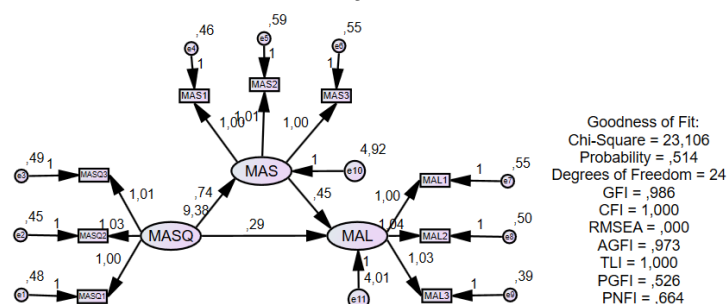 ,46
,59
,55
e4
e5
e6
1
1
1
MAS1
MAS2
MAS3
1,00
1,01
1,00
MAS
1
e10
4,92
,49
e3
1
MASQ3
1,01
,74
9,38
,45
,45
e2
1
MASQ2
1,03
MASQ
,29
MAL
1,00
,48
e1
1
MASQ1
1
4,01
e11
1,00
MAL1
1
e7
,55
1,04
MAL2
1
e8
,50
1,03
MAL3
1
e9
,39
Goodness of Fit:
Chi-Square = 23,106
Probability = ,514
Degrees of Freedom = 24
GFI = ,986
CFI = 1,000
RMSEA = ,000
AGFI = ,973
TLI = 1,000
PGFI = ,526
PNFI = ,664